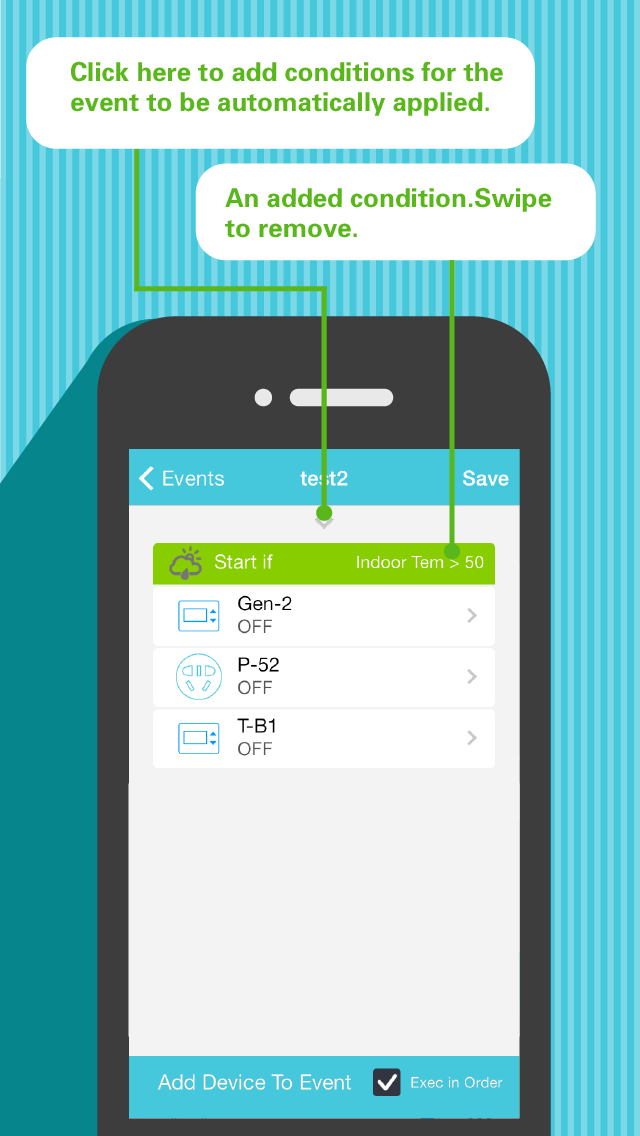 Click here to add conditions for the
event to be automatically applied.
An added condition.Swipe
to remove.
Events test2 Save
Start if Indoor Tem > 50
Gen-2
OFF
P-52
OFF
T-B1
OFF
Add Device To Event Exec in Order